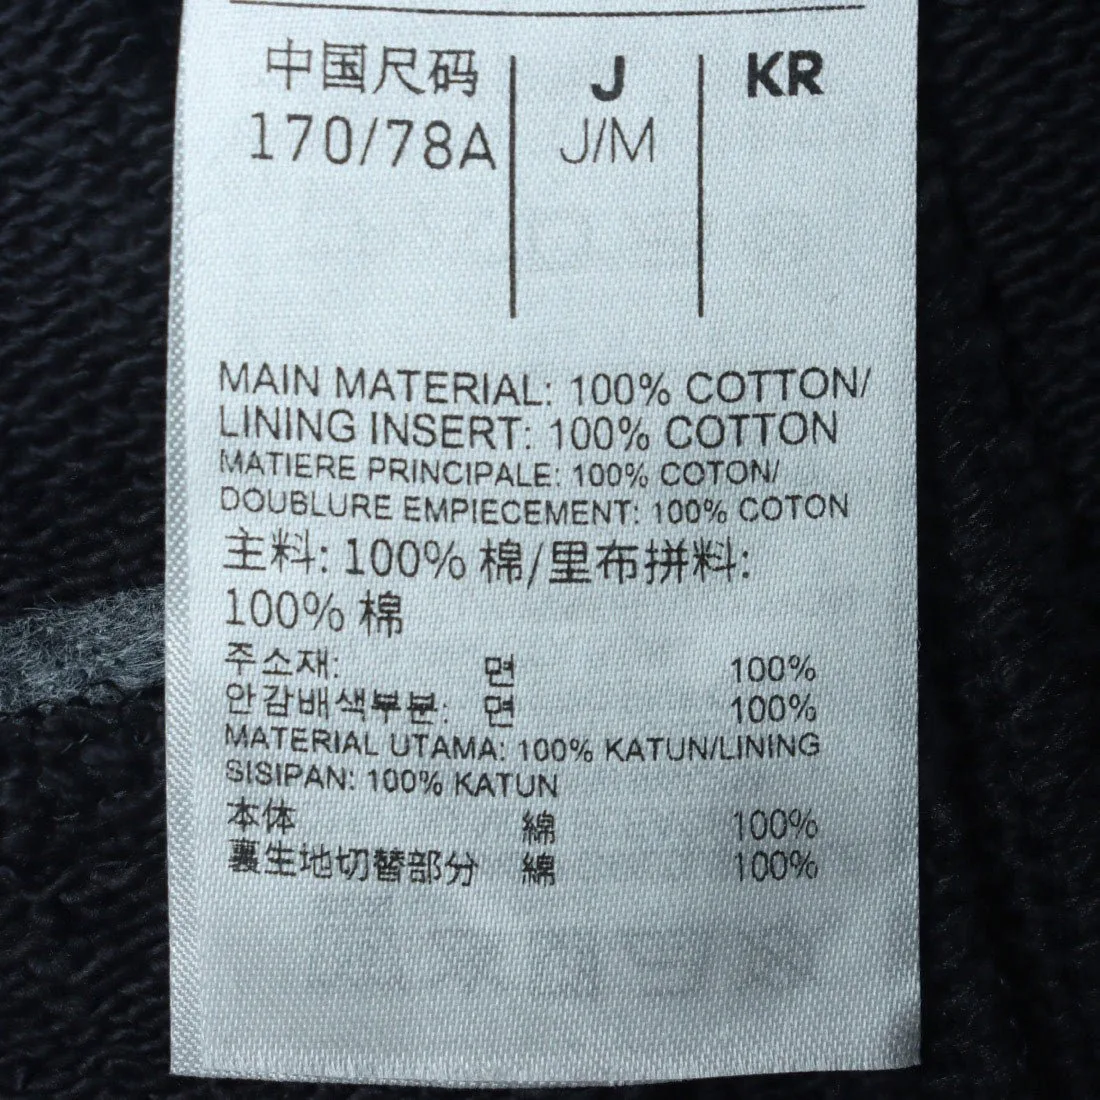 中国尺码 J KR
170/78A J/M
MAIN MATERIAL: 100% COTTON/
LINING INSERT: 100% COTTON
MATIERE PRINCIPALE: 100% COTON/
DOUBLURE EMPIECEMENT: 100% COTON
主料: 100% 棉/里布拼料:
100% 棉
주소재: 면 100%
안감배색부분: 면 100%
MATERIAL UTAMA: 100% KATUN/LINING
SISIPAN: 100% KATUN
本体 綿 100%
裏生地切替部分 綿 100%